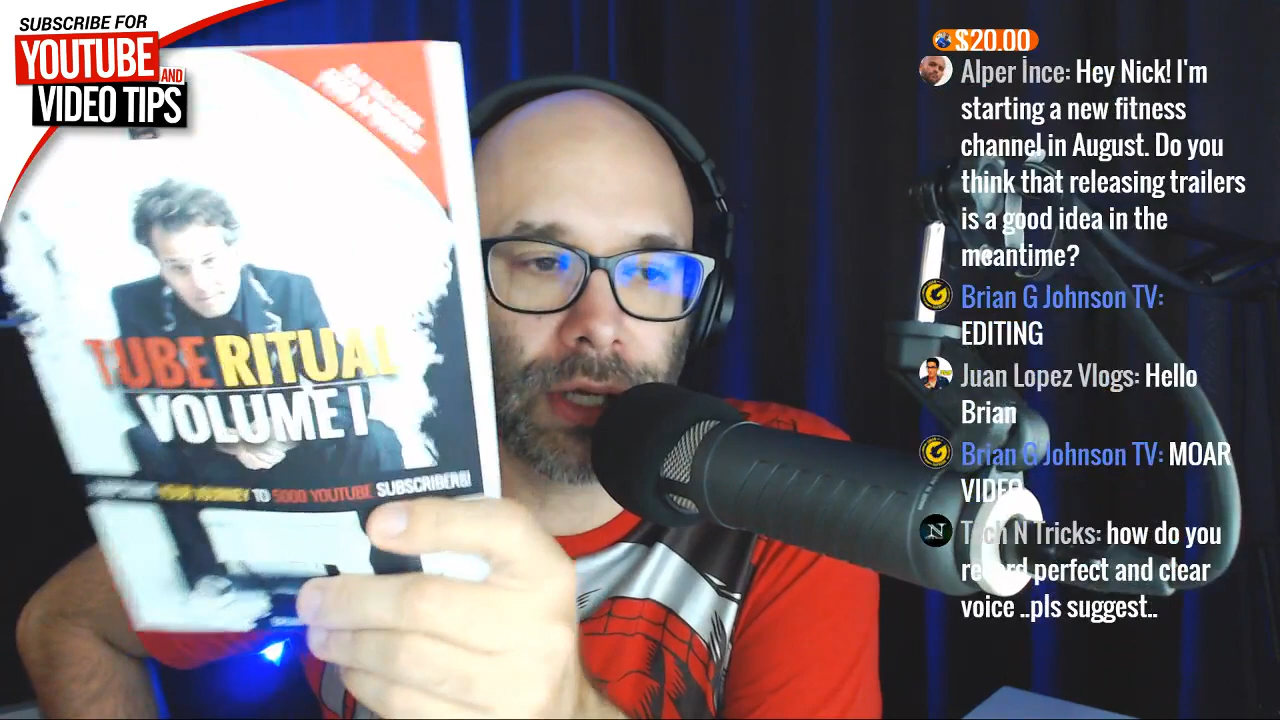 SUBSCRIBE FOR
YOUTUBE
AND
VIDEO TIPS
TUBE RITUAL
VOLUME I
YOUR JOURNEY TO 5000 YOUTUBE SUBSCRIBERS!
$20.00
Alper İnce: Hey Nick! I'm
starting a new fitness
channel in August. Do you
think that releasing trailers
is a good idea in the
meantime?
Brian G Johnson TV:
EDITING
Juan Lopez Vlogs: Hello
Brian
Brian G Johnson TV: MOAR
VIDEO
Tech N Tricks: how do you
record perfect and clear
voice ..pls suggest..